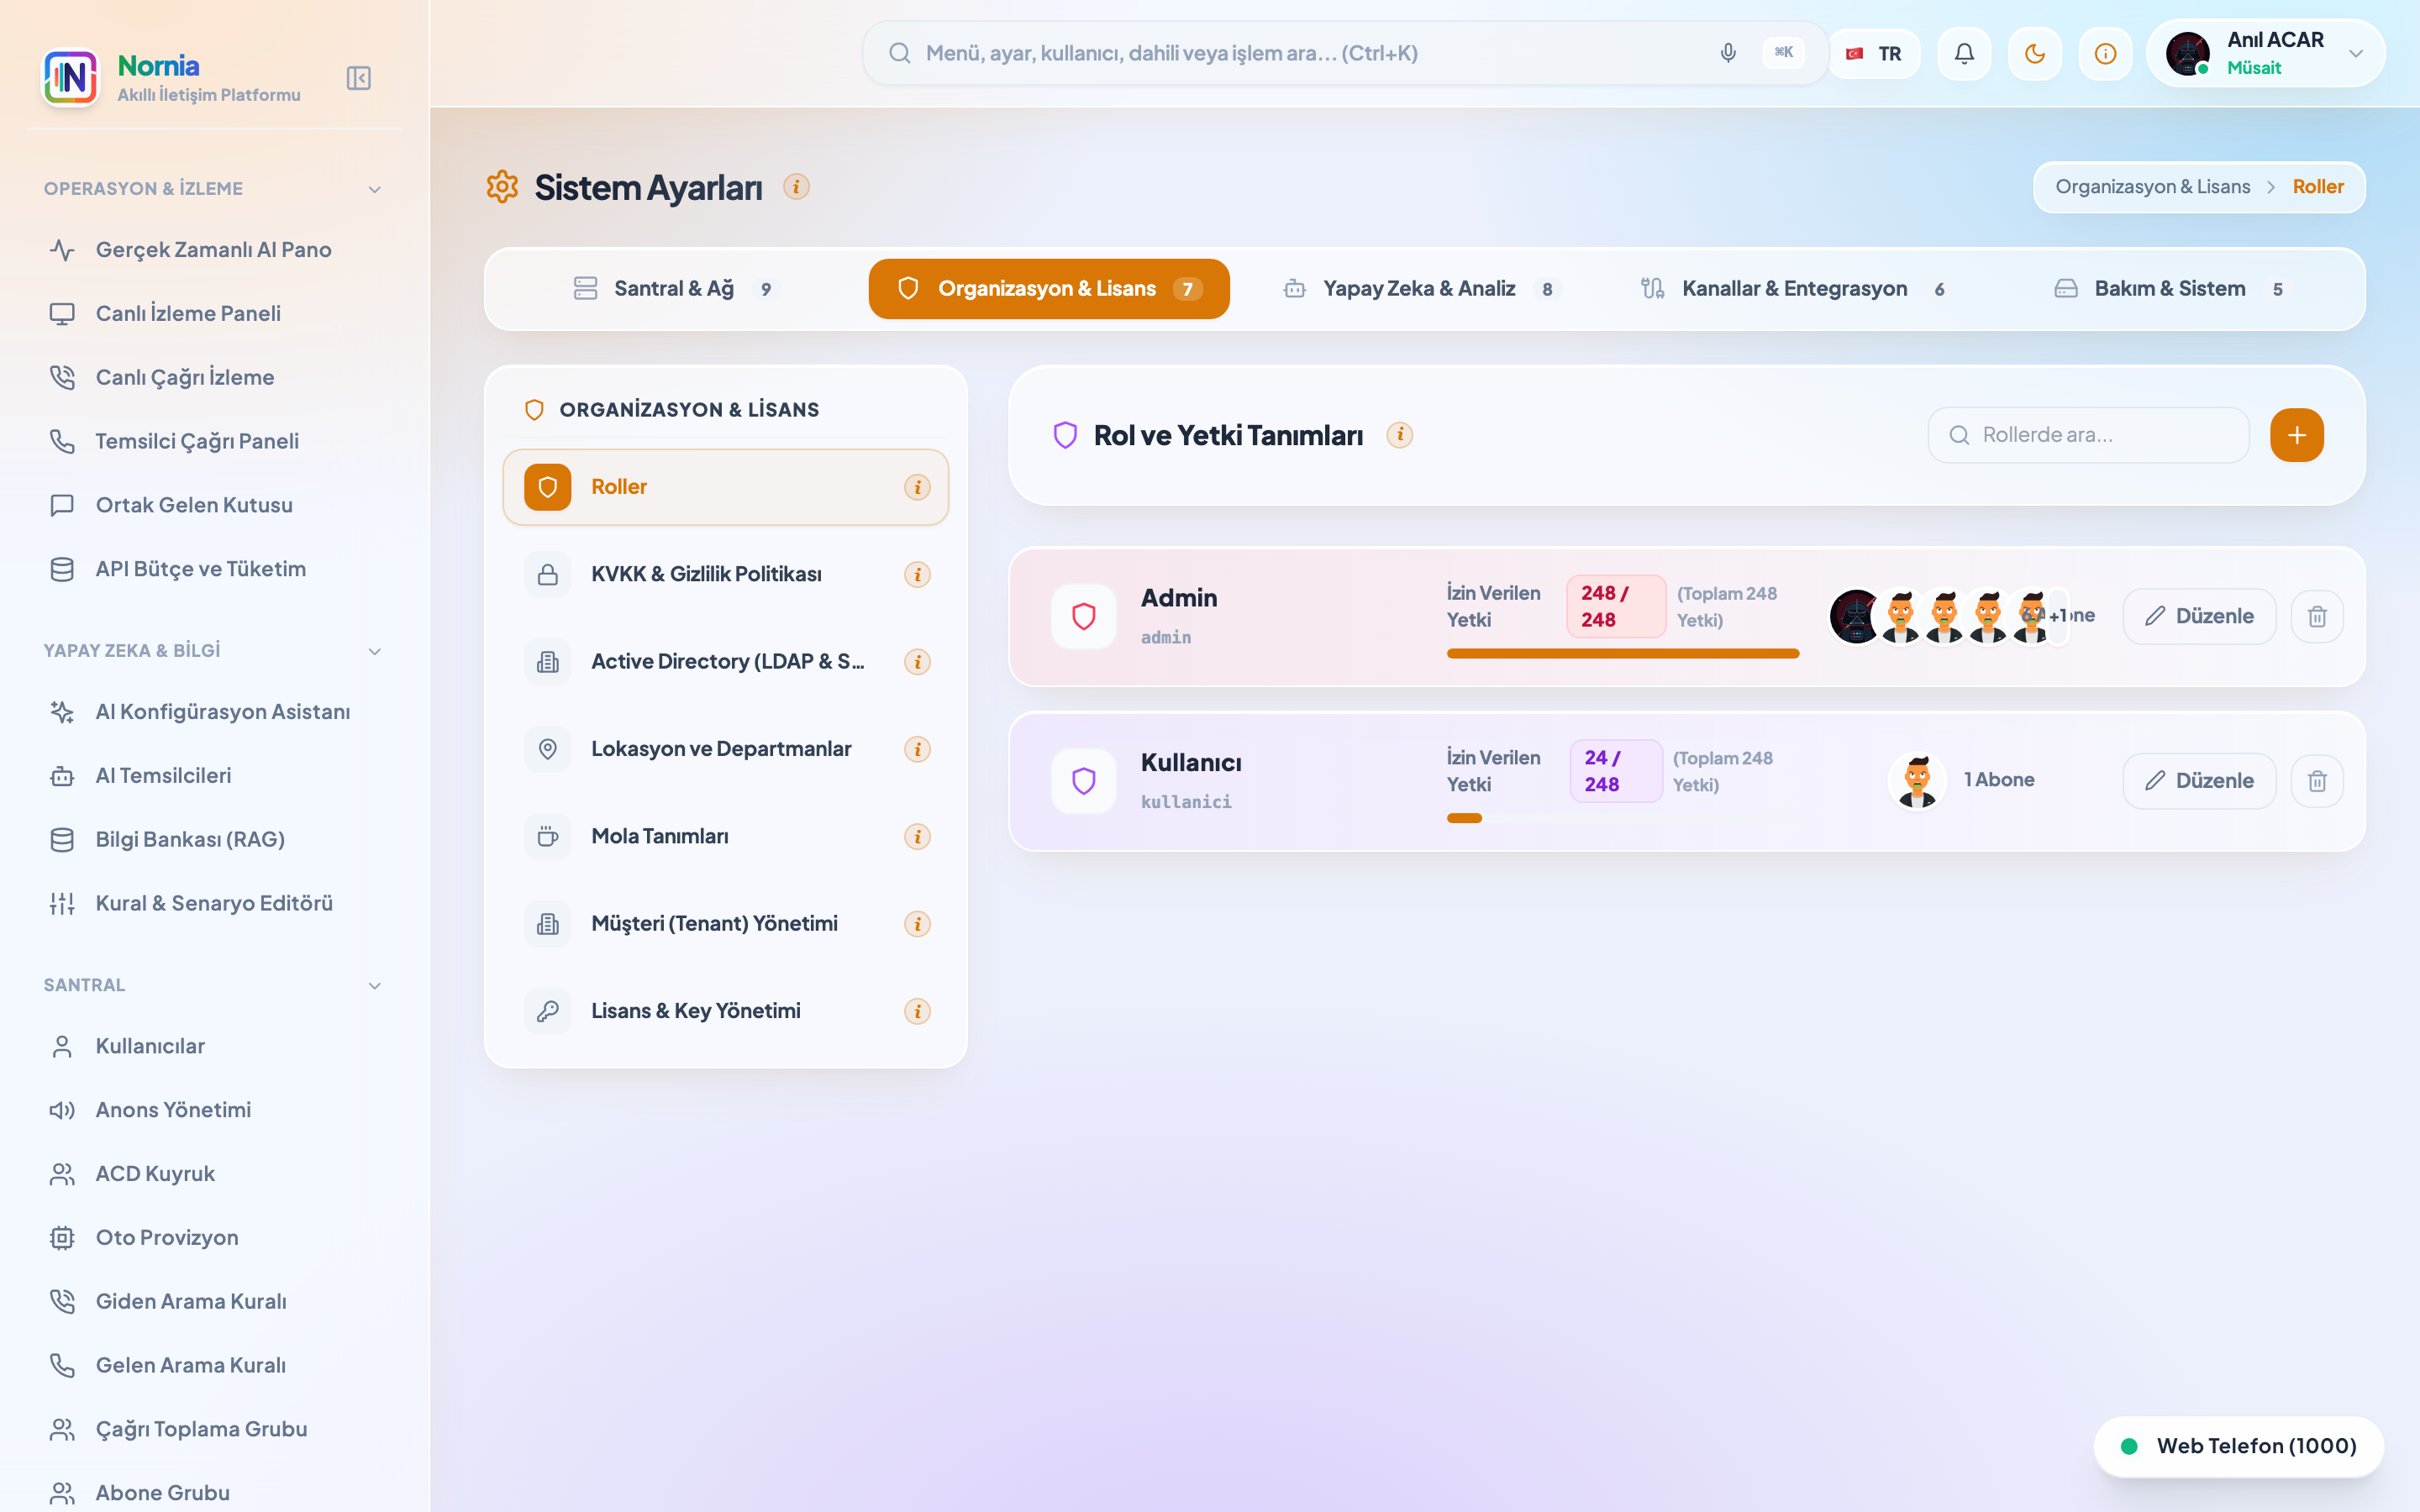 Nornia
Akıllı İletişim Platformu
Menü, ayar, kullanıcı, dahili veya işlem ara... (Ctrl+K)
⌘K
TR
Anıl ACAR
Müsait
OPERASYON & İZLEME
Gerçek Zamanlı AI Pano
Canlı İzleme Paneli
Canlı Çağrı İzleme
Temsilci Çağrı Paneli
Ortak Gelen Kutusu
API Bütçe ve Tüketim
YAPAY ZEKA & BİLGİ
AI Konfigürasyon Asistanı
AI Temsilcileri
Bilgi Bankası (RAG)
Kural & Senaryo Editörü
SANTRAL
Kullanıcılar
Anons Yönetimi
ACD Kuyruk
Oto Provizyon
Giden Arama Kuralı
Gelen Arama Kuralı
Çağrı Toplama Grubu
Abone Grubu
Sistem Ayarları
Organizasyon & Lisans > Roller
Santral & Ağ 9
Organizasyon & Lisans 7
Yapay Zeka & Analiz 8
Kanallar & Entegrasyon 6
Bakım & Sistem 5
ORGANİZASYON & LİSANS
Roller
KVKK & Gizlilik Politikası
Active Directory (LDAP & S...
Lokasyon ve Departmanlar
Mola Tanımları
Müşteri (Tenant) Yönetimi
Lisans & Key Yönetimi
Rol ve Yetki Tanımları
Rollerde ara...
Admin
admin
İzin Verilen
Yetki
248 /
248
(Toplam 248
Yetki)
+1
Düzenle
Kullanıcı
kullanici
İzin Verilen
Yetki
24 /
248
(Toplam 248
Yetki)
1 Abone
Düzenle
Web Telefon (1000)